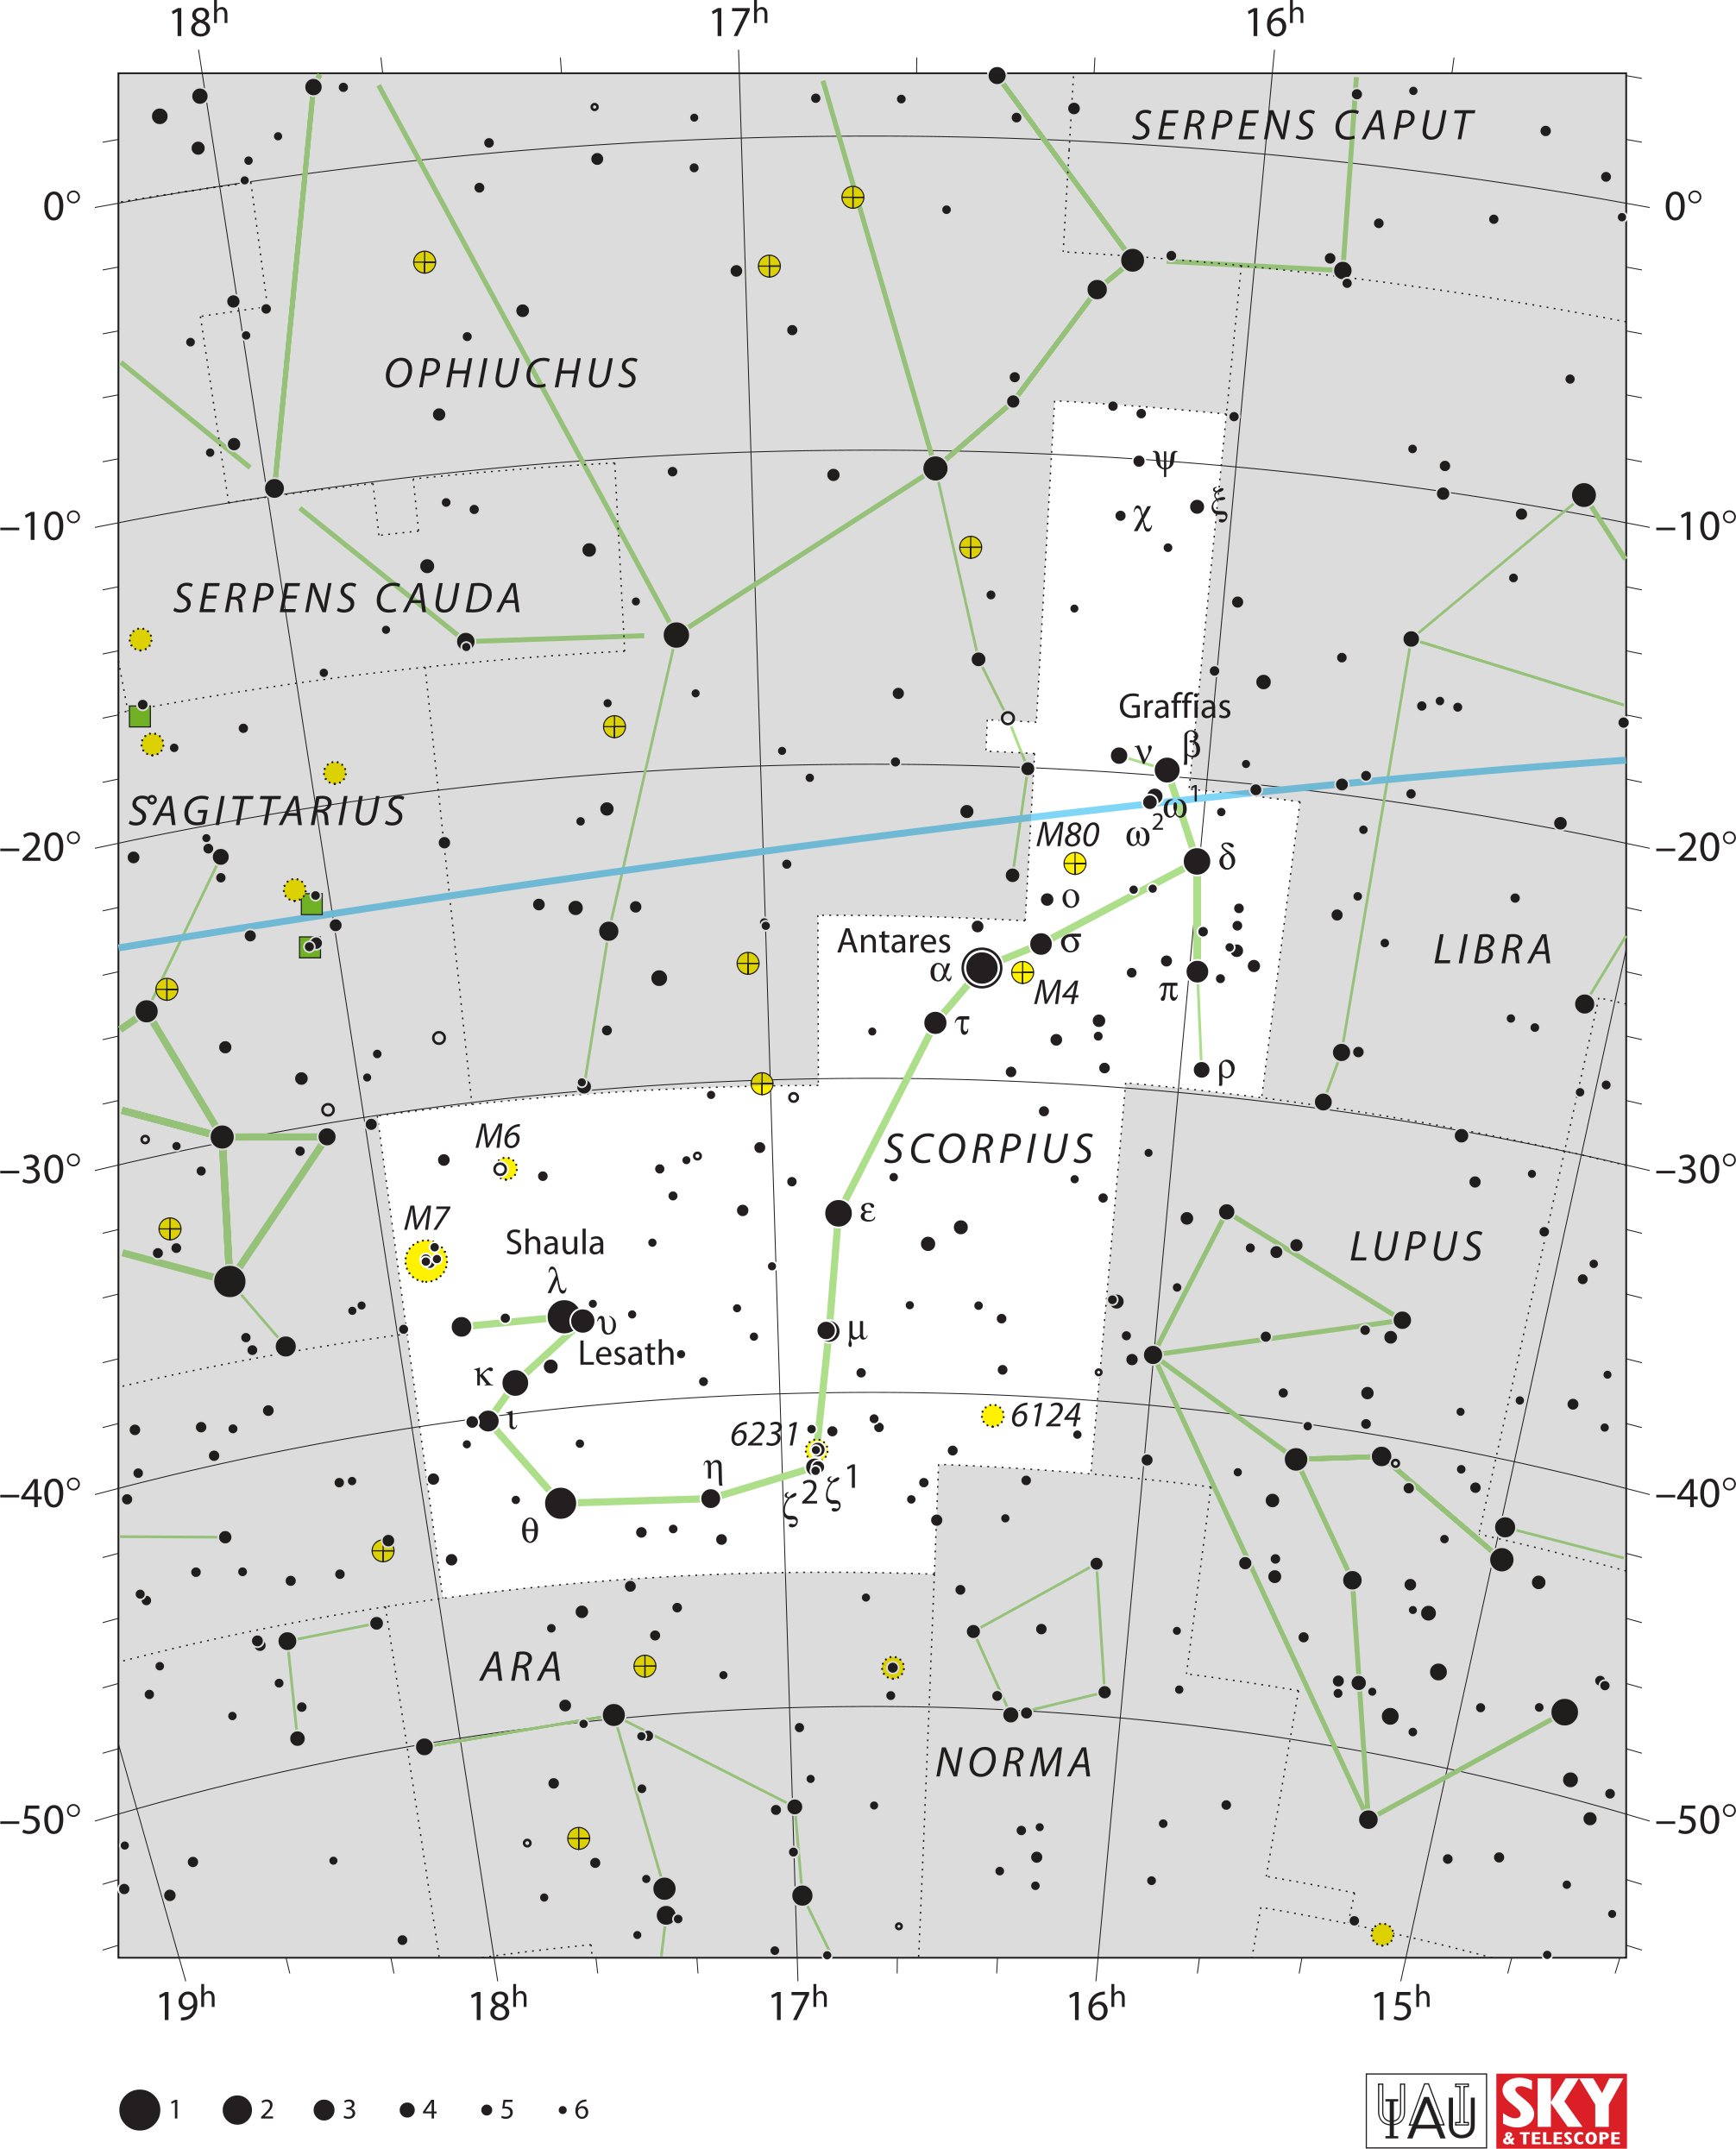 18h 17h 16h
SERPENS CAPUT
0° 0°
OPHIUCHUS
ψ
χ ξ
−10° −10°
SERPENS CAUDA
Graffias
ν β
SAGITTARIUS
ω1
ω2
M80
−20° −20°
δ
ο
Antares σ
α
LIBRA
π
M4
τ
ρ
M6
SCORPIUS
−30° −30°
M7
ε
Shaula
LUPUS
λ
υ
μ
Lesath
κ
ι
6231 6124
η
ζ2 ζ1
−40° −40°
θ
ARA
NORMA
−50° −50°
19h 18h 17h 16h 15h
1 2 3 4 5 6
IAU
SKY
& TELESCOPE